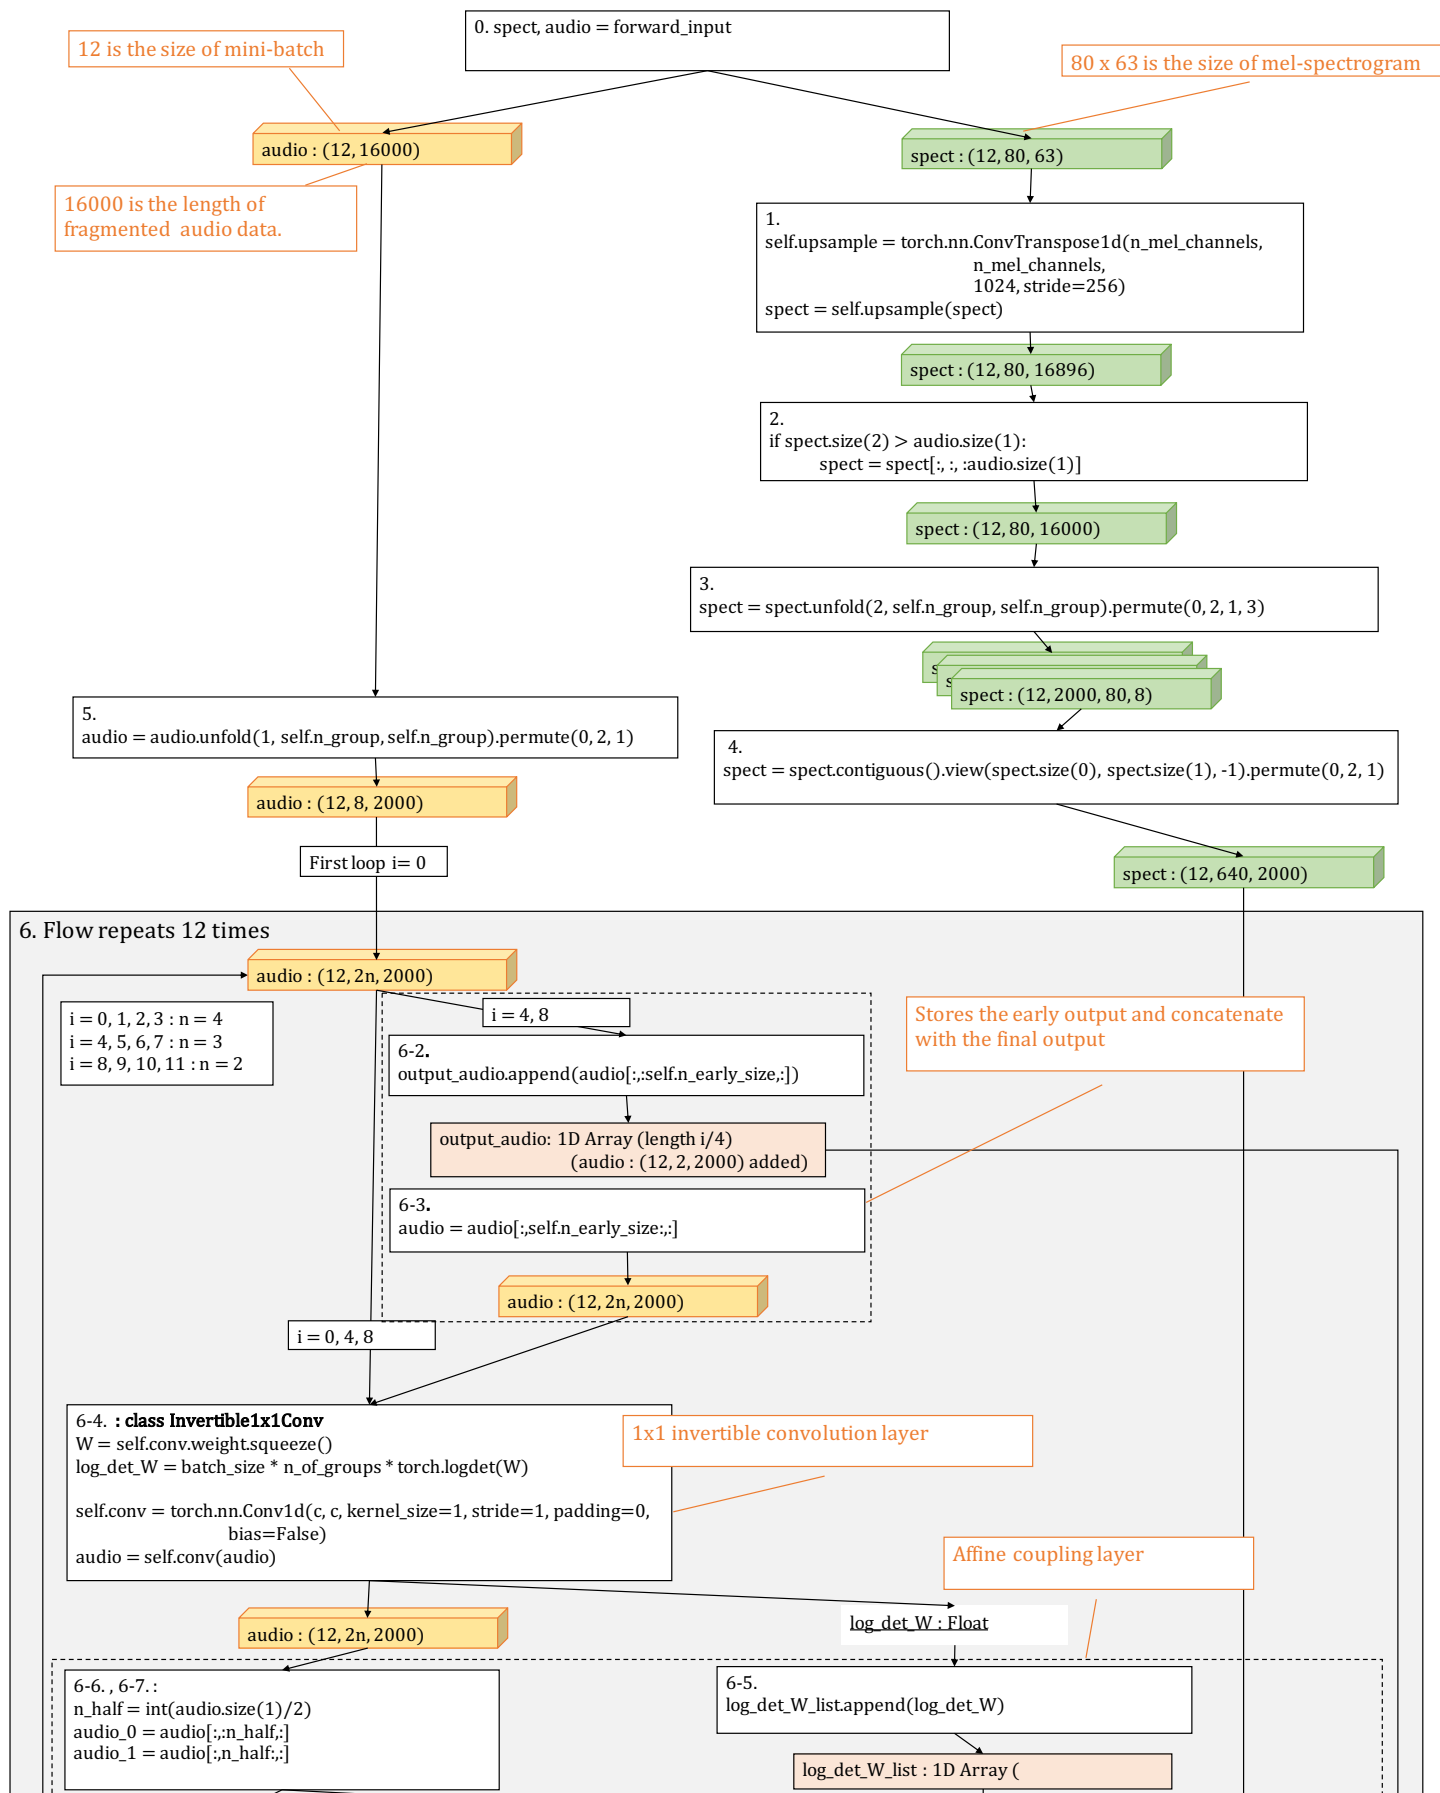 0. spect, audio = forward_input
12 is the size of mini-batch
80 x 63 is the size of mel-spectrogram
audio : (12, 16000)
spect : (12, 80, 63)
16000 is the length of
fragmented audio data.
1.
self.upsample = torch.nn.ConvTranspose1d(n_mel_channels,
n_mel_channels,
1024, stride=256)
spect = self.upsample(spect)
spect : (12, 80, 16896)
2.
if spect.size(2) > audio.size(1):
spect = spect[:, :, :audio.size(1)]
spect : (12, 80, 16000)
3.
spect = spect.unfold(2, self.n_group, self.n_group).permute(0, 2, 1, 3)
s
s
spect : (12, 2000, 80, 8)
5.
audio = audio.unfold(1, self.n_group, self.n_group).permute(0, 2, 1)
4.
spect = spect.contiguous().view(spect.size(0), spect.size(1), -1).permute(0, 2, 1)
audio : (12, 8, 2000)
First loop i= 0
spect : (12, 640, 2000)
6. Flow repeats 12 times
audio : (12, 2n, 2000)
i = 0, 1, 2, 3 : n = 4
i = 4, 5, 6, 7 : n = 3
i = 8, 9, 10, 11 : n = 2
i = 4, 8
Stores the early output and concatenate
with the final output
6-2.
output_audio.append(audio[:,:self.n_early_size,:])
output_audio: 1D Array (length i/4)
(audio : (12, 2, 2000) added)
6-3.
audio = audio[:,self.n_early_size:,:]
audio : (12, 2n, 2000)
i = 0, 4, 8
6-4. : class Invertible1x1Conv
W = self.conv.weight.squeeze()
log_det_W = batch_size * n_of_groups * torch.logdet(W)
self.conv = torch.nn.Conv1d(c, c, kernel_size=1, stride=1, padding=0,
bias=False)
audio = self.conv(audio)
1x1 invertible convolution layer
Affine coupling layer
audio : (12, 2n, 2000)
log_det_W : Float
6-6. , 6-7. :
n_half = int(audio.size(1)/2)
audio_0 = audio[:,:n_half,:]
audio_1 = audio[:,n_half:,:]
6-5.
log_det_W_list.append(log_det_W)
log_det_W_list : 1D Array (